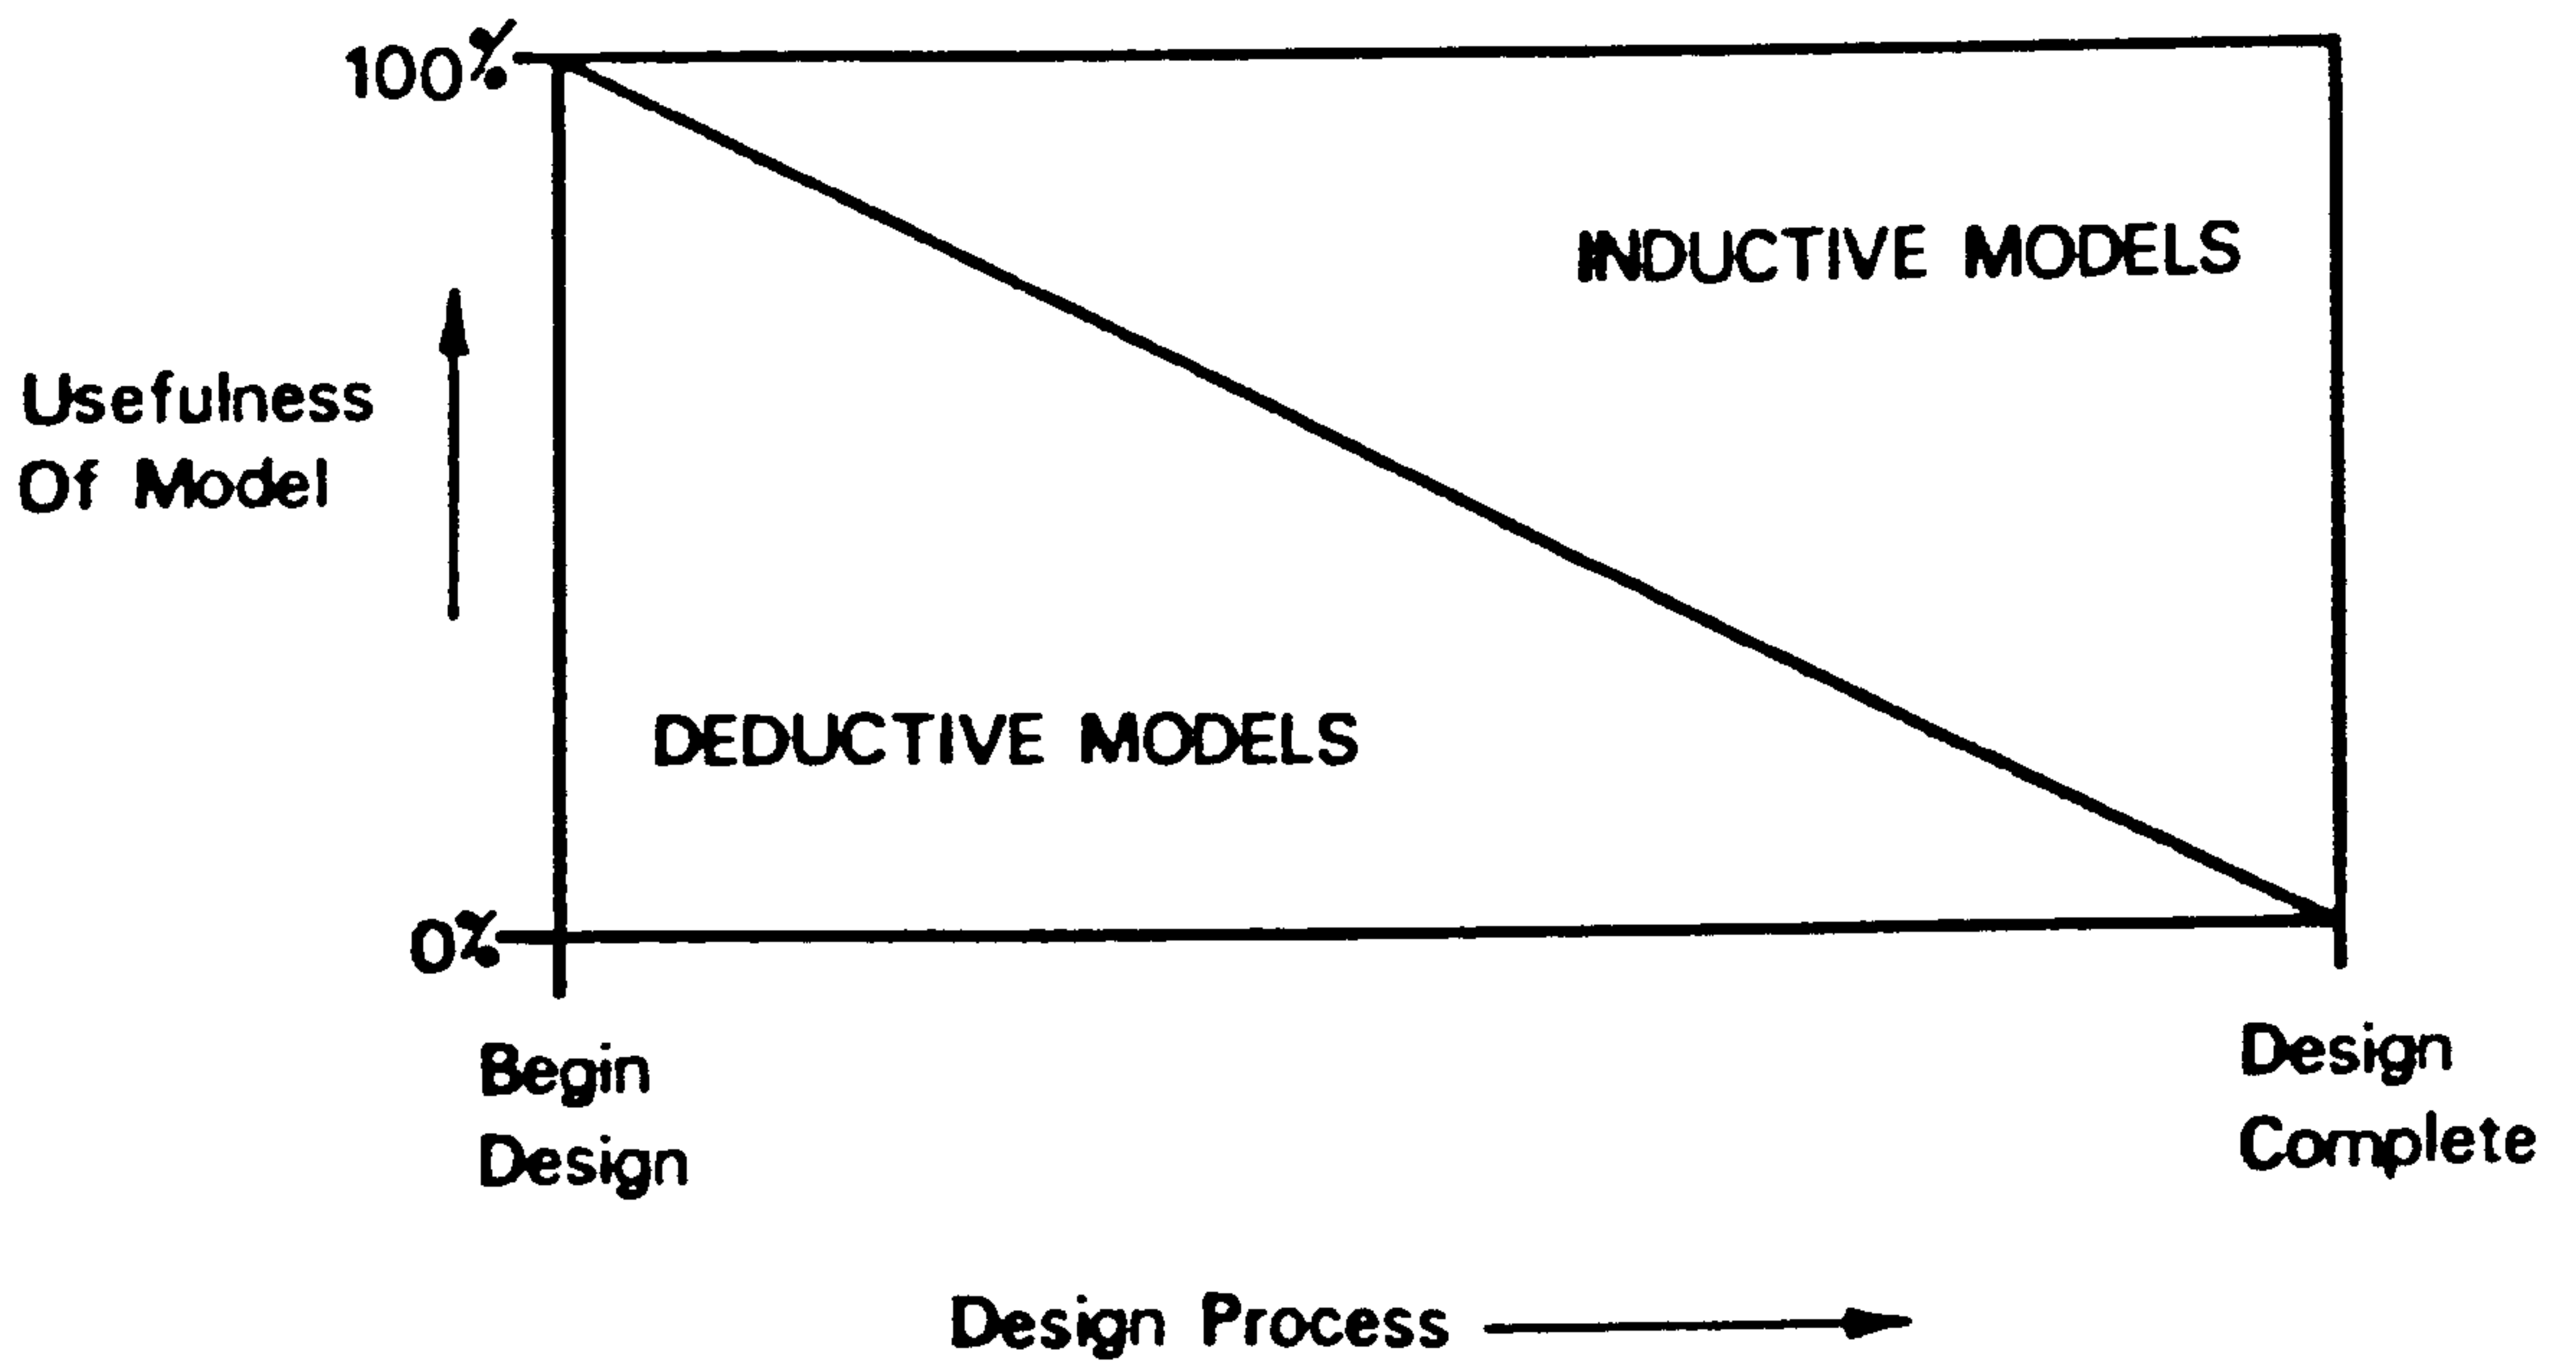 100%
INDUCTIVE MODELS
Usefulness
Of Model
DEDUCTIVE MODELS
0%
Begin
Design
Design
Complete
Design Process